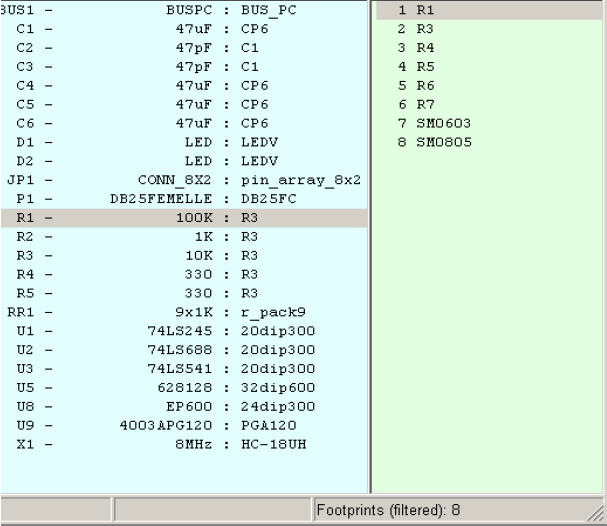 BUS1 - BUSPC : BUS_PC
C1 - 47uF : CP6
C2 - 47pF : C1
C3 - 47pF : C1
C4 - 47uF : CP6
C5 - 47uF : CP6
C6 - 47uF : CP6
D1 - LED : LEDV
D2 - LED : LEDV
JP1 - CONN_8X2 : pin_array_8x2
P1 - DB25FEMELLE : DB25FC
R1 - 100K : R3
R2 - 1K : R3
R3 - 10K : R3
R4 - 330 : R3
R5 - 330 : R3
RR1 - 9x1K : r_pack9
U1 - 74LS245 : 20dip300
U2 - 74LS688 : 20dip300
U3 - 74LS541 : 20dip300
U5 - 628128 : 32dip600
U8 - EP600 : 24dip300
U9 - 4003APG120 : PGA120
X1 - 8MHz : HC-18UH
1 R1
2 R3
3 R4
4 R5
5 R6
6 R7
7 SM0603
8 SM0805
Footprints (filtered): 8